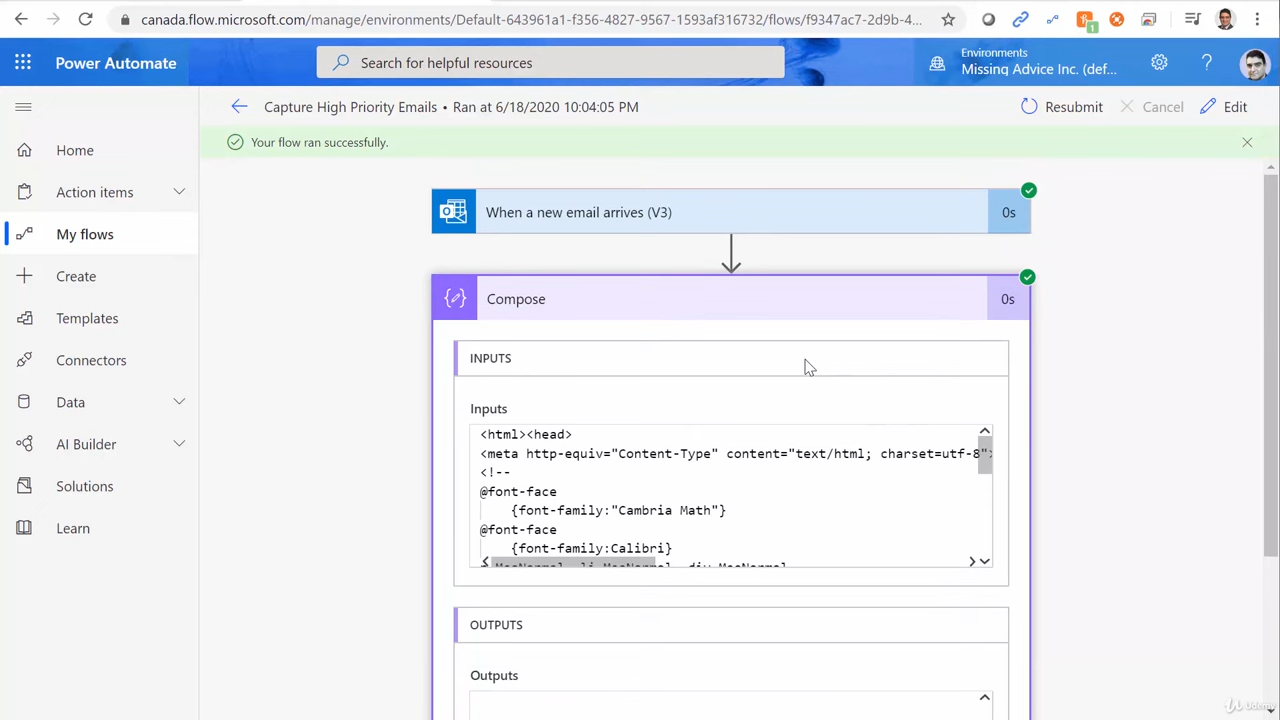 canada.flow.microsoft.com/manage/environments/Default-643961a1-f356-4827-9567-1593af316732/flows/f9b47ac7-2d9b-4...
1
Power Automate
Search for helpful resources
Environments
Missing Advice Inc. (def...
Capture High Priority Emails • Ran at 6/18/2020 10:04:05 PM
Resubmit
Cancel
Edit
Your flow ran successfully.
Home
Action items
My flows
Create
Templates
Connectors
Data
AI Builder
Solutions
Learn
When a new email arrives (V3)
0s
Compose
0s
INPUTS
Inputs
<html><head>
<meta http-equiv="Content-Type" content="text/html; charset=utf-8">
<!--
@font-face
{font-family:"Cambria Math"}
@font-face
{font-family:Calibri}
OUTPUTS
Outputs
Udemy